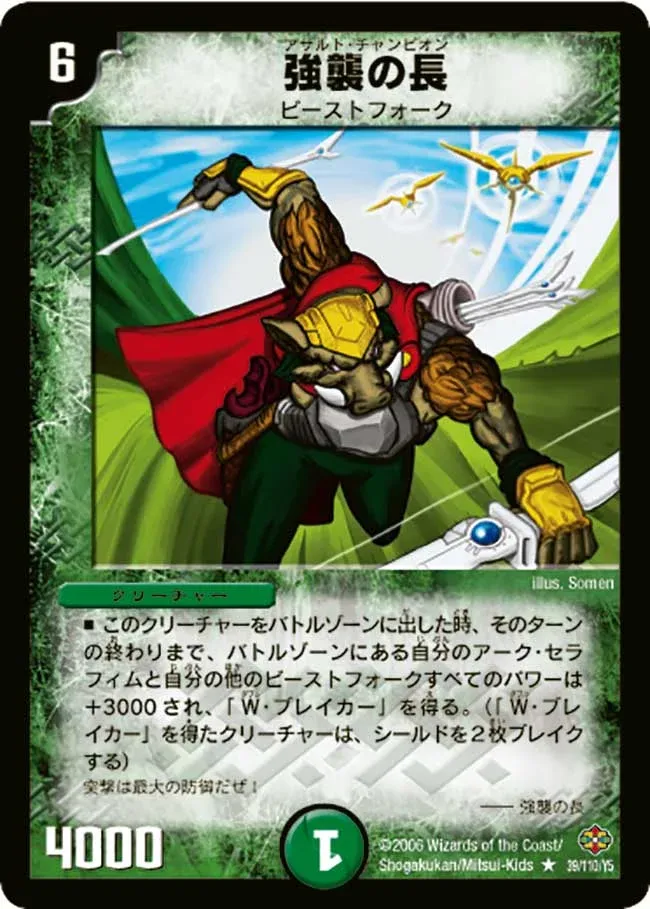 6
アサルト・チャンピオン
強襲の長
ビーストフォーク
illus. Somen
クリーチャー
■ このクリーチャーをバトルゾーンに出した時、そのターン
の終わりまで、バトルゾーンにある自分のアーク・セラ
フィムと自分の他のビーストフォークすべてのパワーは
+3000 され、「W・ブレイカー」を得る。(「W・ブレ
イカー」を得たクリーチャーは、シールドを2枚ブレイク
する)
突撃は最大の防御だぜ!
── 強襲の長
4000
1
©2006 Wizards of the Coast/
Shogakukan/Mitsui-Kids ★ 39/110/Y5